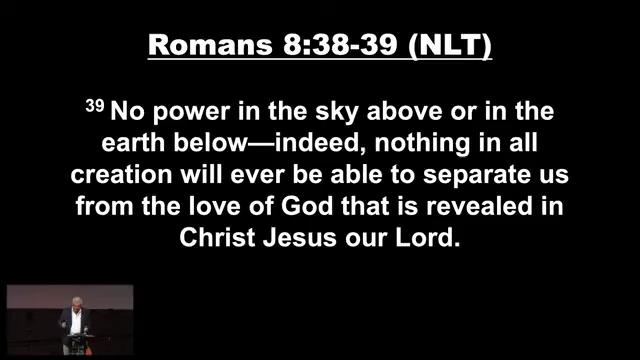 Romans 8:38-39 (NLT)
39 No power in the sky above or in the
earth below—indeed, nothing in all
creation will ever be able to separate us
from the love of God that is revealed in
Christ Jesus our Lord.